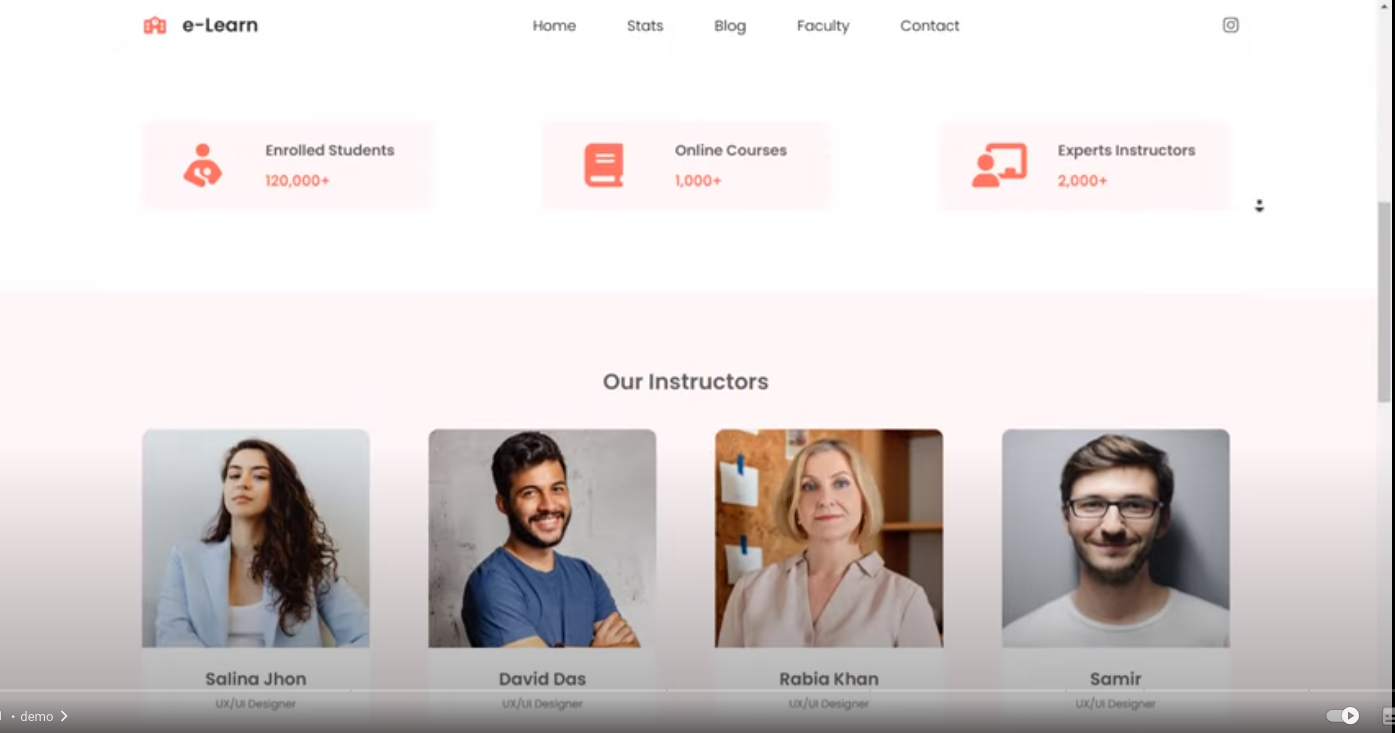 e-Learn Home Stats Blog Faculty Contact
Enrolled Students
120,000+
Online Courses
1,000+
Experts Instructors
2,000+
Our Instructors
Salina Jhon
UX/UI Designer
David Das
UX/UI Designer
Rabia Khan
UX/UI Designer
Samir
UX/UI Designer
• demo